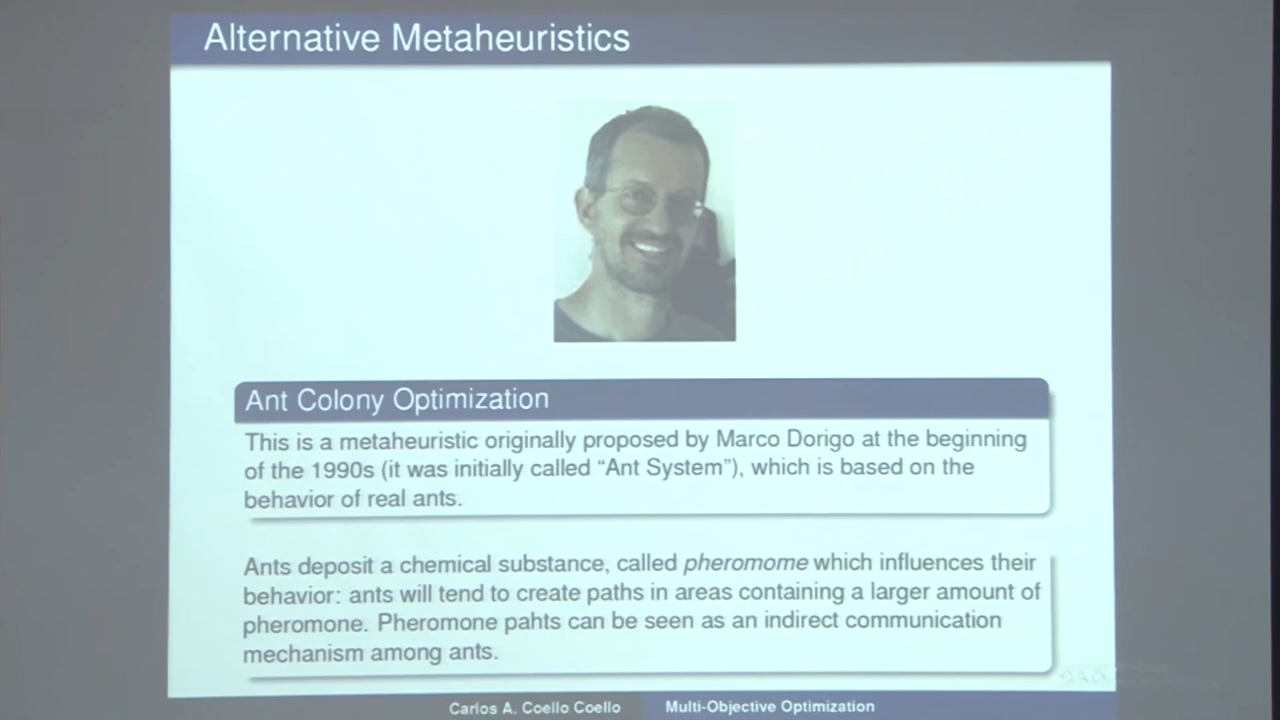 Alternative Metaheuristics
Ant Colony Optimization
This is a metaheuristic originally proposed by Marco Dorigo at the beginning
of the 1990s (it was initially called “Ant System”), which is based on the
behavior of real ants.
Ants deposit a chemical substance, called pheromome which influences their
behavior: ants will tend to create paths in areas containing a larger amount of
pheromone. Pheromone pahts can be seen as an indirect communication
mechanism among ants.
Carlos A. Coello Coello Multi-Objective Optimization